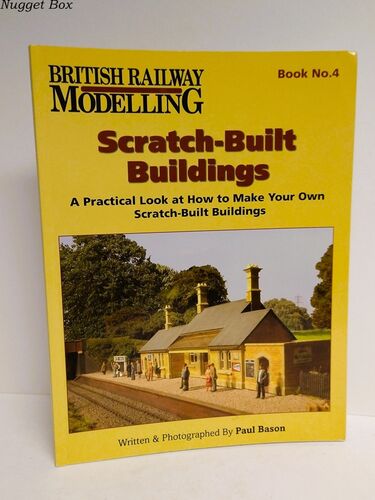 Nugget Box
BRITISH RAILWAY
MODELLING
Book No.4
Scratch-Built
Buildings
A Practical Look at How to Make Your Own
Scratch-Built Buildings
Written & Photographed By Paul Bason